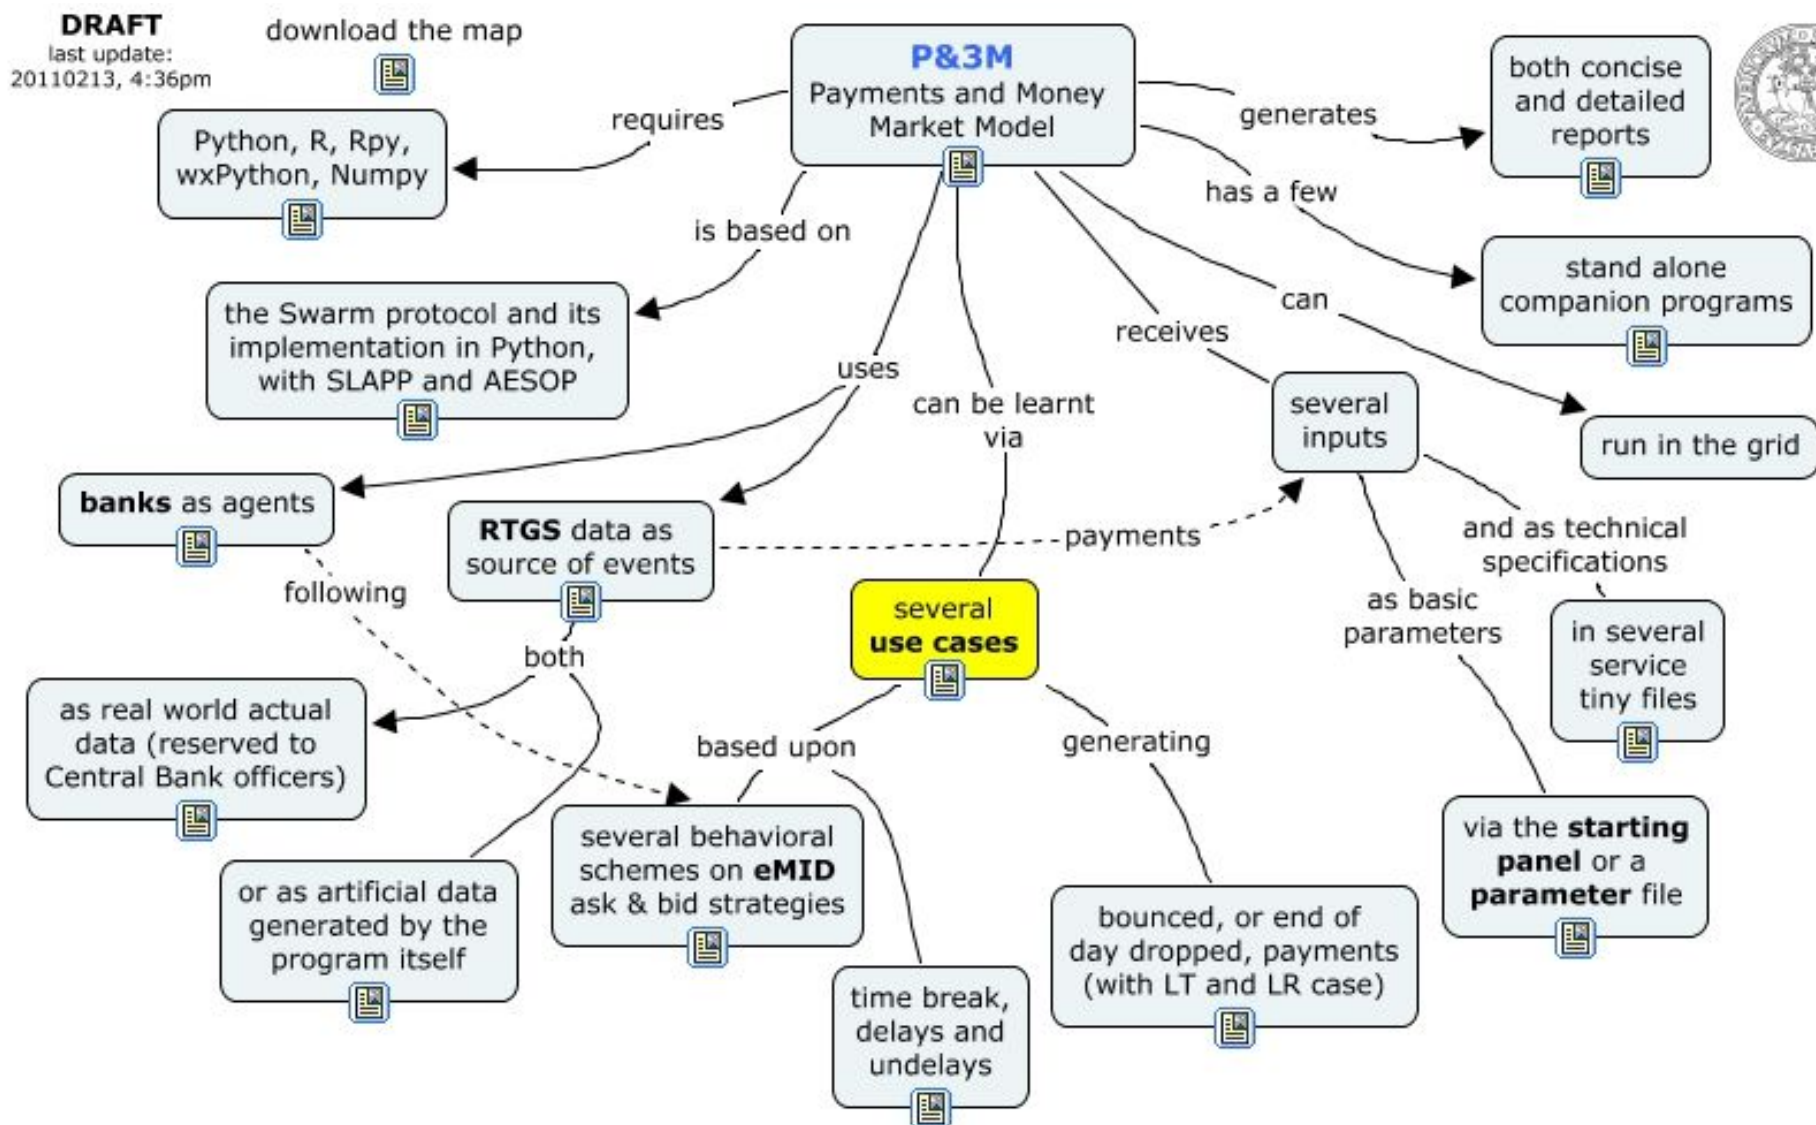 DRAFT
last update:
20110213, 4:36pm
download the map
P&3M
Payments and Money
Market Model
requires
Python, R, Rpy,
wxPython, Numpy
is based on
the Swarm protocol and its
implementation in Python,
with SLAPP and AESOP
generates
both concise
and detailed
reports
has a few
stand alone
companion programs
can
run in the grid
receives
several
inputs
uses
can be learnt
via
banks as agents
following
RTGS data as
source of events
payments
both
as real world actual
data (reserved to
Central Bank officers)
or as artificial data
generated by the
program itself
several
use cases
based upon
generating
several behavioral
schemes on eMID
ask & bid strategies
time break,
delays and
undelays
bounced, or end of
day dropped, payments
(with LT and LR case)
and as technical
specifications
as basic
parameters
in several
service
tiny files
via the starting
panel or a
parameter file